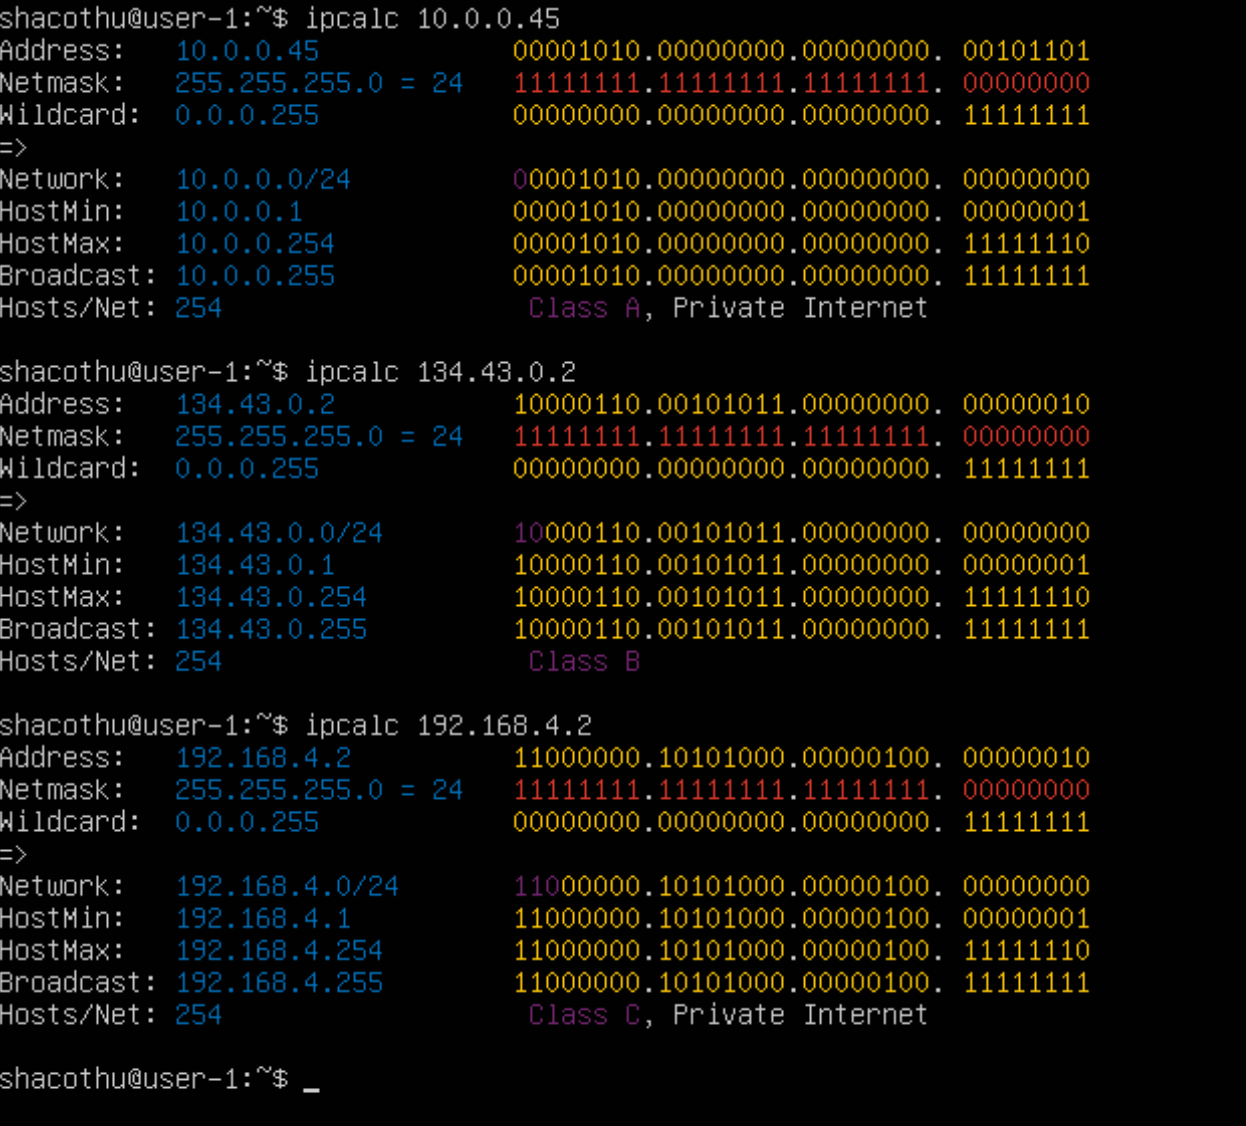 shacothu@user-1:~$ ipcalc 10.0.0.45
Address:   10.0.0.45            00001010.00000000.00000000. 00101101
Netmask:   255.255.255.0 = 24   11111111.11111111.11111111. 00000000
Wildcard:  0.0.0.255            00000000.00000000.00000000. 11111111
=>
Network:   10.0.0.0/24          00001010.00000000.00000000. 00000000
HostMin:   10.0.0.1             00001010.00000000.00000000. 00000001
HostMax:   10.0.0.254           00001010.00000000.00000000. 11111110
Broadcast: 10.0.0.255           00001010.00000000.00000000. 11111111
Hosts/Net: 254                   Class A, Private Internet
shacothu@user-1:~$ ipcalc 134.43.0.2
Address:   134.43.0.2           10000110.00101011.00000000. 00000010
Netmask:   255.255.255.0 = 24   11111111.11111111.11111111. 00000000
Wildcard:  0.0.0.255            00000000.00000000.00000000. 11111111
=>
Network:   134.43.0.0/24        10000110.00101011.00000000. 00000000
HostMin:   134.43.0.1           10000110.00101011.00000000. 00000001
HostMax:   134.43.0.254         10000110.00101011.00000000. 11111110
Broadcast: 134.43.0.255         10000110.00101011.00000000. 11111111
Hosts/Net: 254                   Class B
shacothu@user-1:~$ ipcalc 192.168.4.2
Address:   192.168.4.2          11000000.10101000.00000100. 00000010
Netmask:   255.255.255.0 = 24   11111111.11111111.11111111. 00000000
Wildcard:  0.0.0.255            00000000.00000000.00000000. 11111111
=>
Network:   192.168.4.0/24       11000000.10101000.00000100. 00000000
HostMin:   192.168.4.1          11000000.10101000.00000100. 00000001
HostMax:   192.168.4.254        11000000.10101000.00000100. 11111110
Broadcast: 192.168.4.255        11000000.10101000.00000100. 11111111
Hosts/Net: 254                   Class C, Private Internet
shacothu@user-1:~$ _